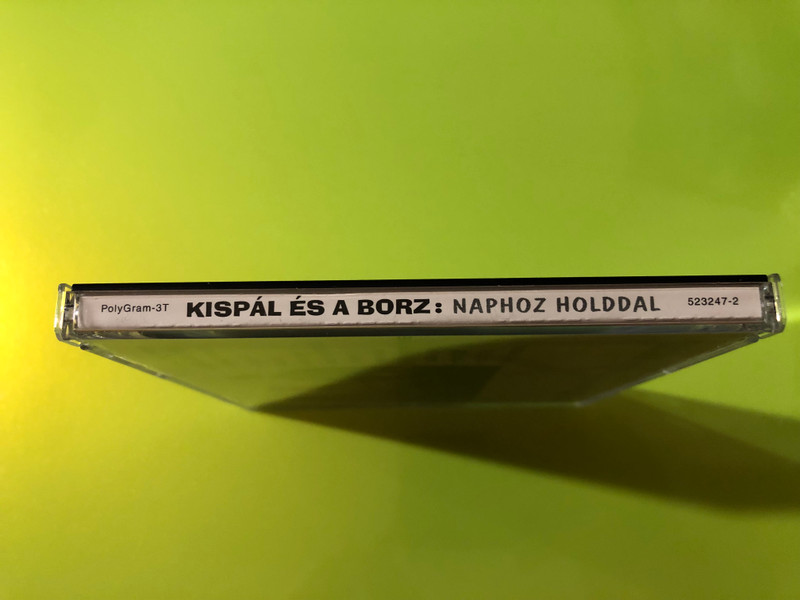 PolyGram-3T KISPÁL ÉS A BORZ: NAPHOZ HOLDDAL 523247-2